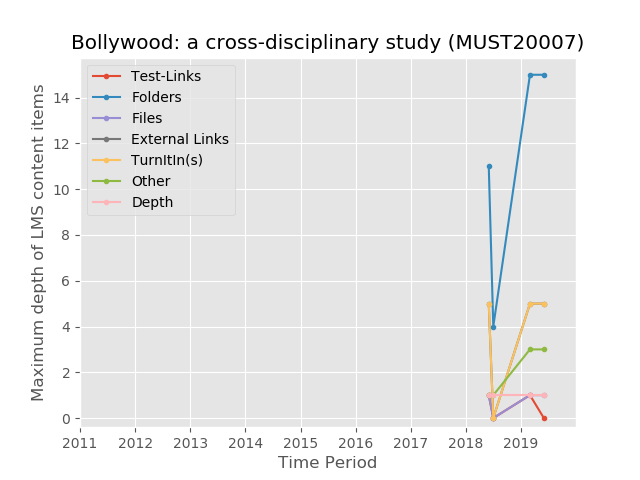 Bollywood: a cross-disciplinary study (MUST20007)
Test-Links
Folders
Files
External Links
TurnItIn(s)
Other
Depth
Maximum depth of LMS content items
14
12
10
8
6
4
2
0
2011 2012 2013 2014 2015 2016 2017 2018 2019
Time Period